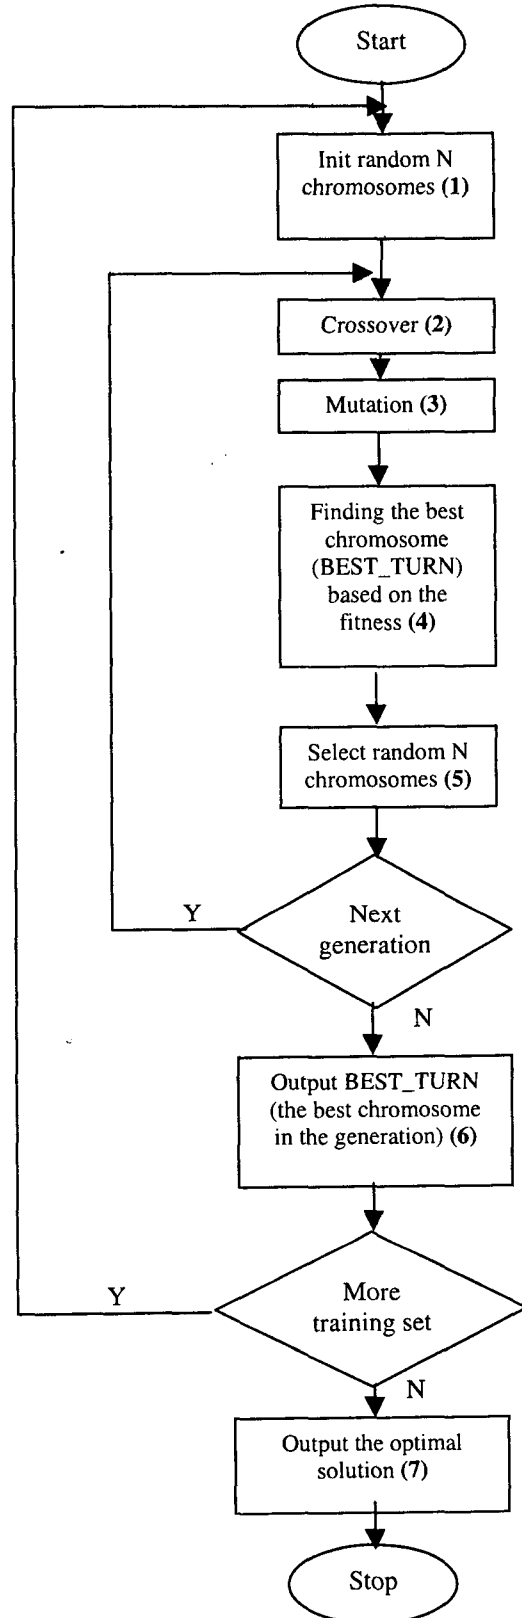 Start
Init random N
chromosomes (1)
Crossover (2)
Mutation (3)
Finding the best
chromosome
(BEST_TURN)
based on the
fitness (4)
Select random N
chromosomes (5)
Y
Next
generation
N
Output BEST_TURN
(the best chromosome
in the generation) (6)
Y
More
training set
N
Output the optimal
solution (7)
Stop